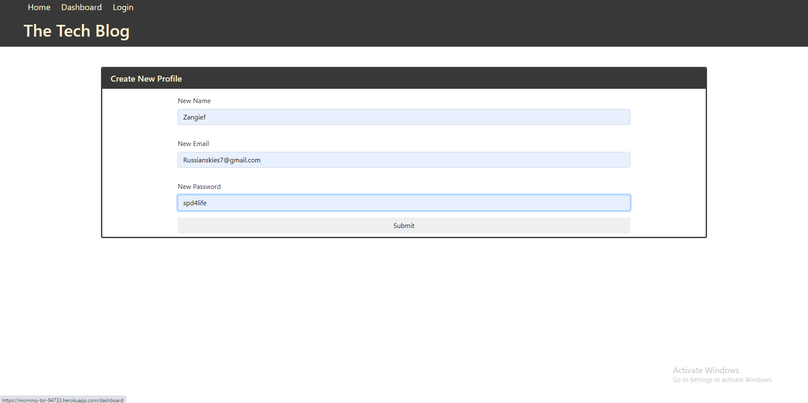 Home Dashboard Login
The Tech Blog
Create New Profile
New Name
Zangief
New Email
Russianskies7@gmail.com
New Password
spd4life
Submit
Activate Windows
Go to Settings to activate Windows.
https://morning-tor-94733.herokuapp.com/dashboard